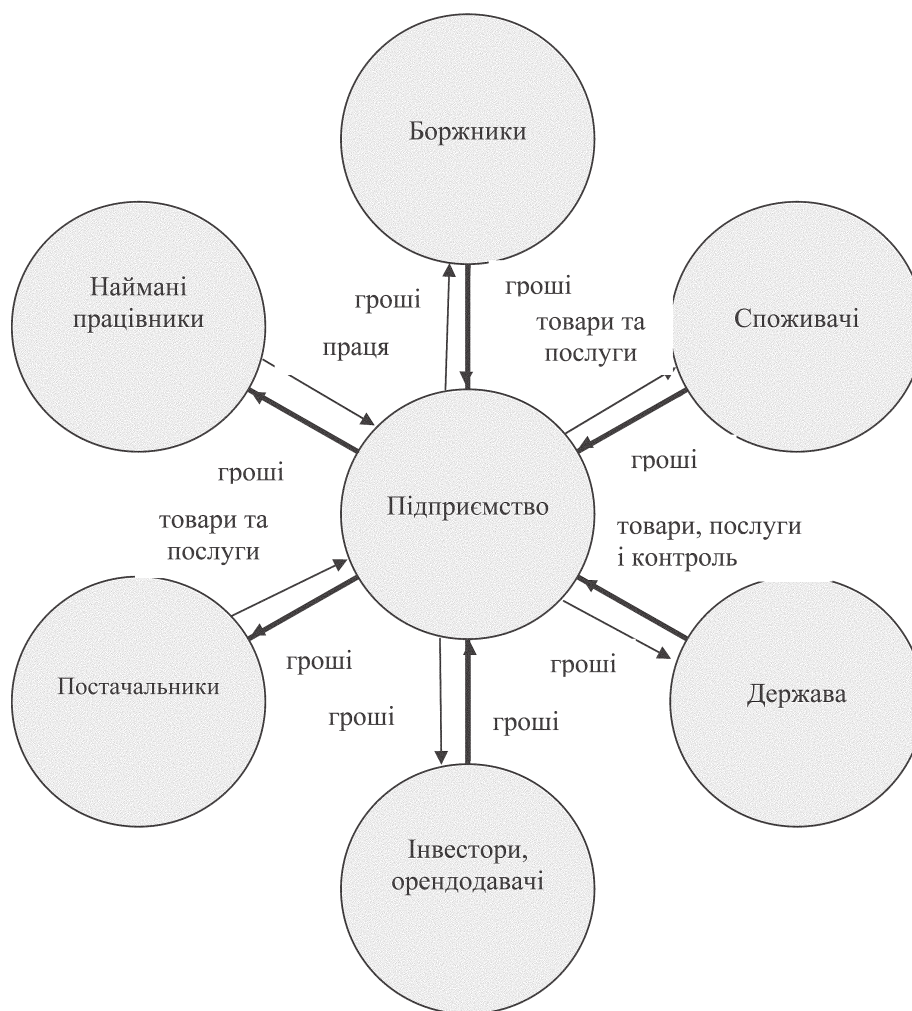 Боржники
Наймані
працівники
гроші
гроші
праця
товари та
послуги
Споживачі
гроші
гроші
Підприємство
товари та
послуги
товари, послуги
і контроль
Постачальники
гроші
гроші
Держава
гроші
гроші
Інвестори,
орендодавачі